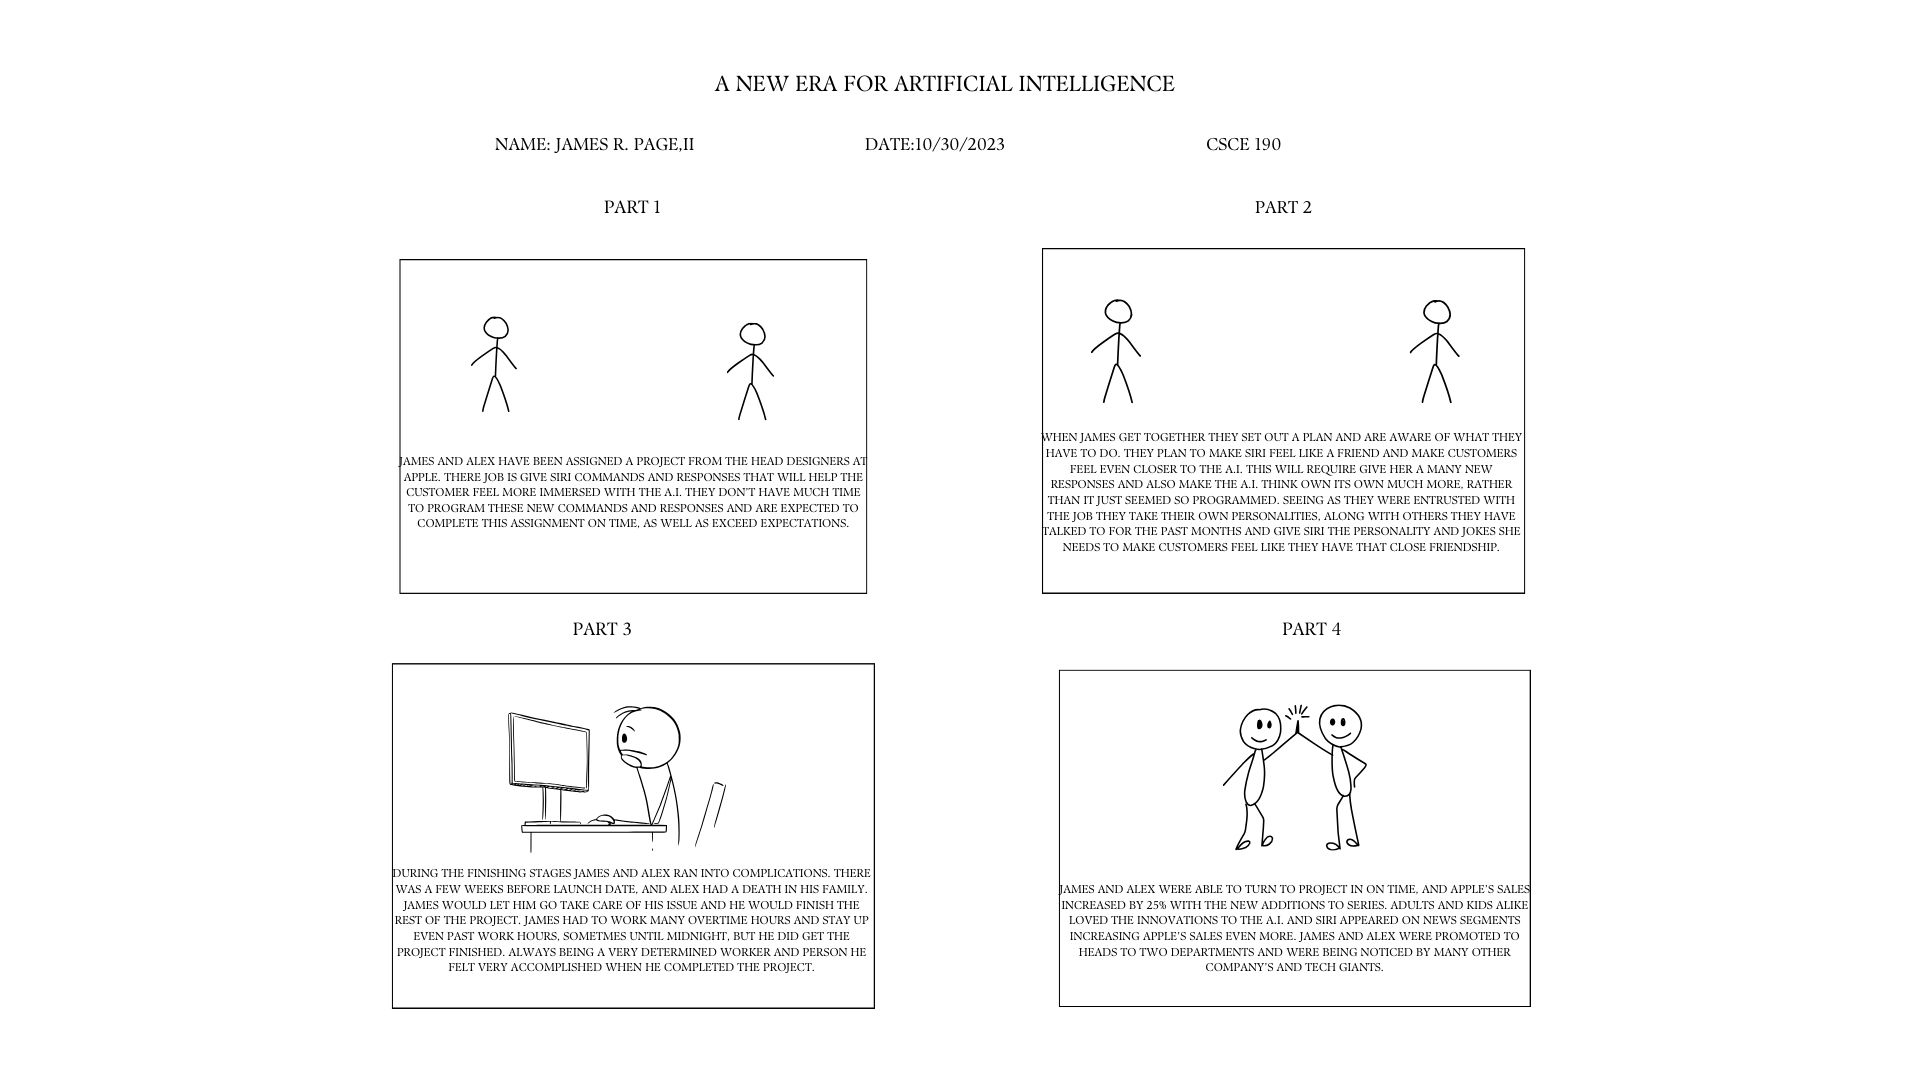 A NEW ERA FOR ARTIFICIAL INTELLIGENCE
NAME: JAMES R. PAGE,II
DATE:10/30/2023
CSCE 190
PART 1
JAMES AND ALEX HAVE BEEN ASSIGNED A PROJECT FROM THE HEAD DESIGNERS AT
APPLE. THERE JOB IS GIVE SIRI COMMANDS AND RESPONSES THAT WILL HELP THE
CUSTOMER FEEL MORE IMMERSED WITH THE A.I. THEY DON'T HAVE MUCH TIME
TO PROGRAM THESE NEW COMMANDS AND RESPONSES AND ARE EXPECTED TO
COMPLETE THIS ASSIGNMENT ON TIME, AS WELL AS EXCEED EXPECTATIONS.
PART 2
WHEN JAMES GET TOGETHER THEY SET OUT A PLAN AND ARE AWARE OF WHAT THEY
HAVE TO DO. THEY PLAN TO MAKE SIRI FEEL LIKE A FRIEND AND MAKE CUSTOMERS
FEEL EVEN CLOSER TO THE A.I. THIS WILL REQUIRE GIVE HER A MANY NEW
RESPONSES AND ALSO MAKE THE A.I. THINK OWN ITS OWN MUCH MORE, RATHER
THAN IT JUST SEEMED SO PROGRAMMED. SEEING AS THEY WERE ENTRUSTED WITH
THE JOB THEY TAKE THEIR OWN PERSONALITIES, ALONG WITH OTHERS THEY HAVE
TALKED TO FOR THE PAST MONTHS AND GIVE SIRI THE PERSONALITY AND JOKES SHE
NEEDS TO MAKE CUSTOMERS FEEL LIKE THEY HAVE THAT CLOSE FRIENDSHIP.
PART 3
DURING THE FINISHING STAGES JAMES AND ALEX RAN INTO COMPLICATIONS. THERE
WAS A FEW WEEKS BEFORE LAUNCH DATE, AND ALEX HAD A DEATH IN HIS FAMILY.
JAMES WOULD LET HIM GO TAKE CARE OF HIS ISSUE AND HE WOULD FINISH THE
REST OF THE PROJECT. JAMES HAD TO WORK MANY OVERTIME HOURS AND STAY UP
EVEN PAST WORK HOURS, SOMETMES UNTIL MIDNIGHT, BUT HE DID GET THE
PROJECT FINISHED. ALWAYS BEING A VERY DETERMINED WORKER AND PERSON HE
FELT VERY ACCOMPLISHED WHEN HE COMPLETED THE PROJECT.
PART 4
JAMES AND ALEX WERE ABLE TO TURN TO PROJECT IN ON TIME, AND APPLE'S SALES
INCREASED BY 25% WITH THE NEW ADDITIONS TO SERIES. ADULTS AND KIDS ALIKE
LOVED THE INNOVATIONS TO THE A.I. AND SIRI APPEARED ON NEWS SEGMENTS
INCREASING APPLE'S SALES EVEN MORE. JAMES AND ALEX WERE PROMOTED TO
HEADS TO TWO DEPARTMENTS AND WERE BEING NOTICED BY MANY OTHER
COMPANY'S AND TECH GIANTS.